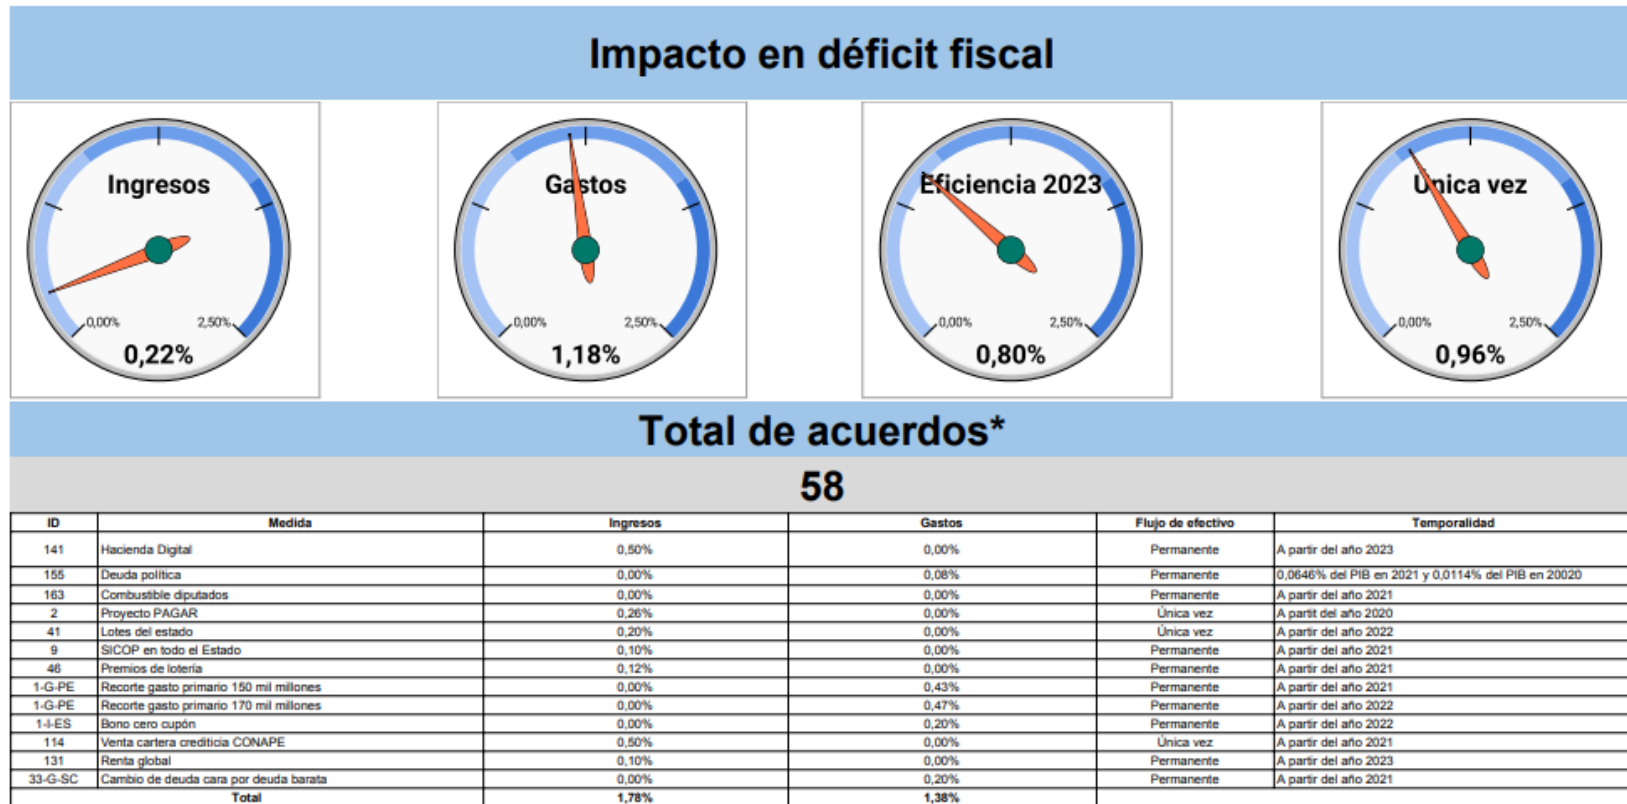 Impacto en déficit fiscal
Ingresos
0,00%
2,50%
0,22%
Gastos
0,00%
2,50%
1,18%
Eficiencia 2023
0,00%
2,50%
0,80%
Única vez
0,00%
2,50%
0,96%
Total de acuerdos*
58
ID Medida Ingresos Gastos Flujo de efectivo Temporalidad
141 Hacienda Digital 0,50% 0,00% Permanente A partir del año 2023
155 Deuda política 0,00% 0,08% Permanente 0,0646% del PIB en 2021 y 0,0114% del PIB en 20020
163 Combustible diputados 0,00% 0,00% Permanente A partir del año 2021
2 Proyecto PAGAR 0,26% 0,00% Única vez A partir del año 2020
41 Lotes del estado 0,20% 0,00% Única vez A partir del año 2022
9 SICOP en todo el Estado 0,10% 0,00% Permanente A partir del año 2021
46 Premios de lotería 0,12% 0,00% Permanente A partir del año 2021
1-G-PE Recorte gasto primario 150 mil millones 0,00% 0,43% Permanente A partir del año 2021
1-G-PE Recorte gasto primario 170 mil millones 0,00% 0,47% Permanente A partir del año 2022
1-I-ES Bono cero cupón 0,00% 0,20% Permanente A partir del año 2022
114 Venta cartera crediticia CONAPE 0,50% 0,00% Única vez A partir del año 2021
131 Renta global 0,10% 0,00% Permanente A partir del año 2023
33-G-SC Cambio de deuda cara por deuda barata 0,00% 0,20% Permanente A partir del año 2021
Total 1,78% 1,38%